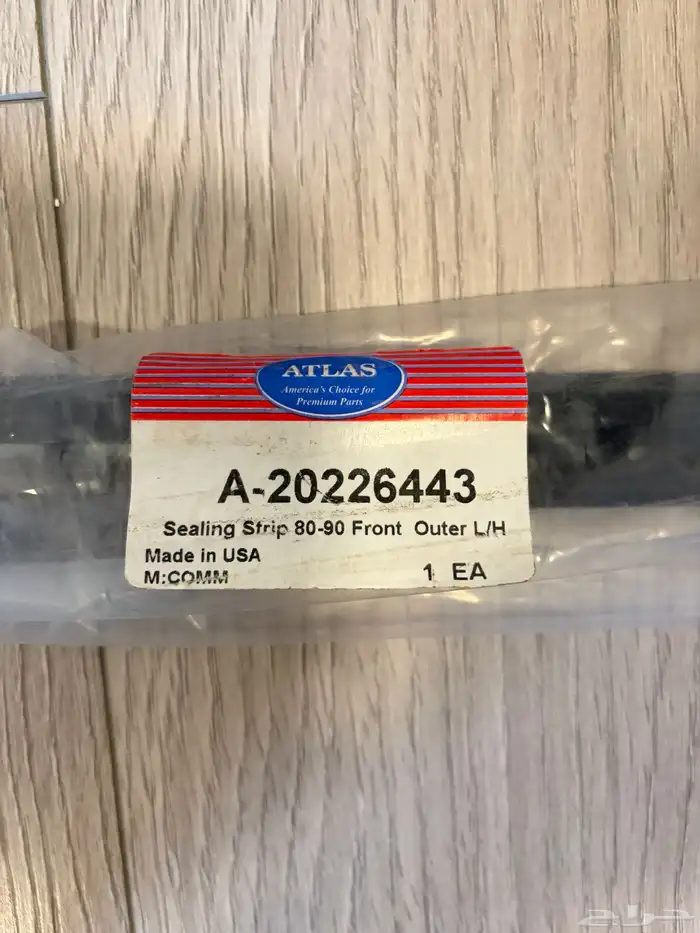 ATLAS
America's Choice for
Premium Parts
A-20226443
Sealing Strip 80-90 Front Outer L/H
Made in USA
M:COMM
1 EA
حراج